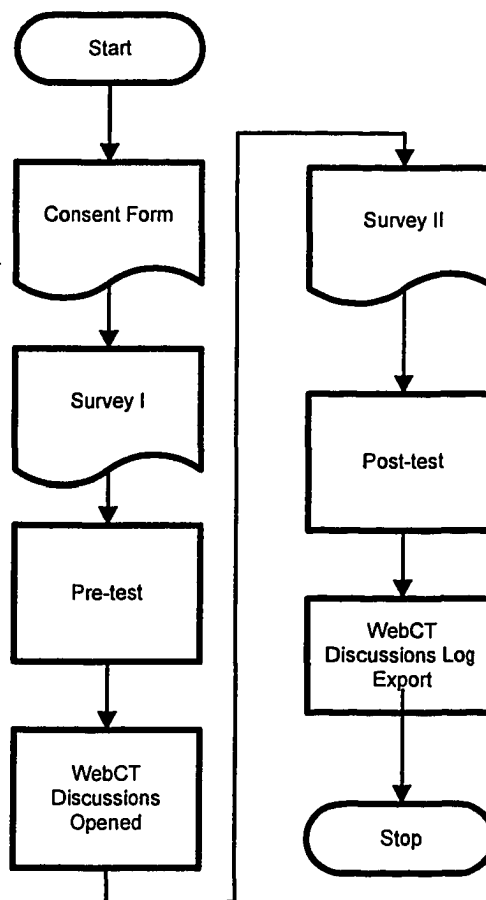 Start
Consent Form
Survey I
Pre-test
WebCT
Discussions
Opened
Survey II
Post-test
WebCT
Discussions Log
Export
Stop